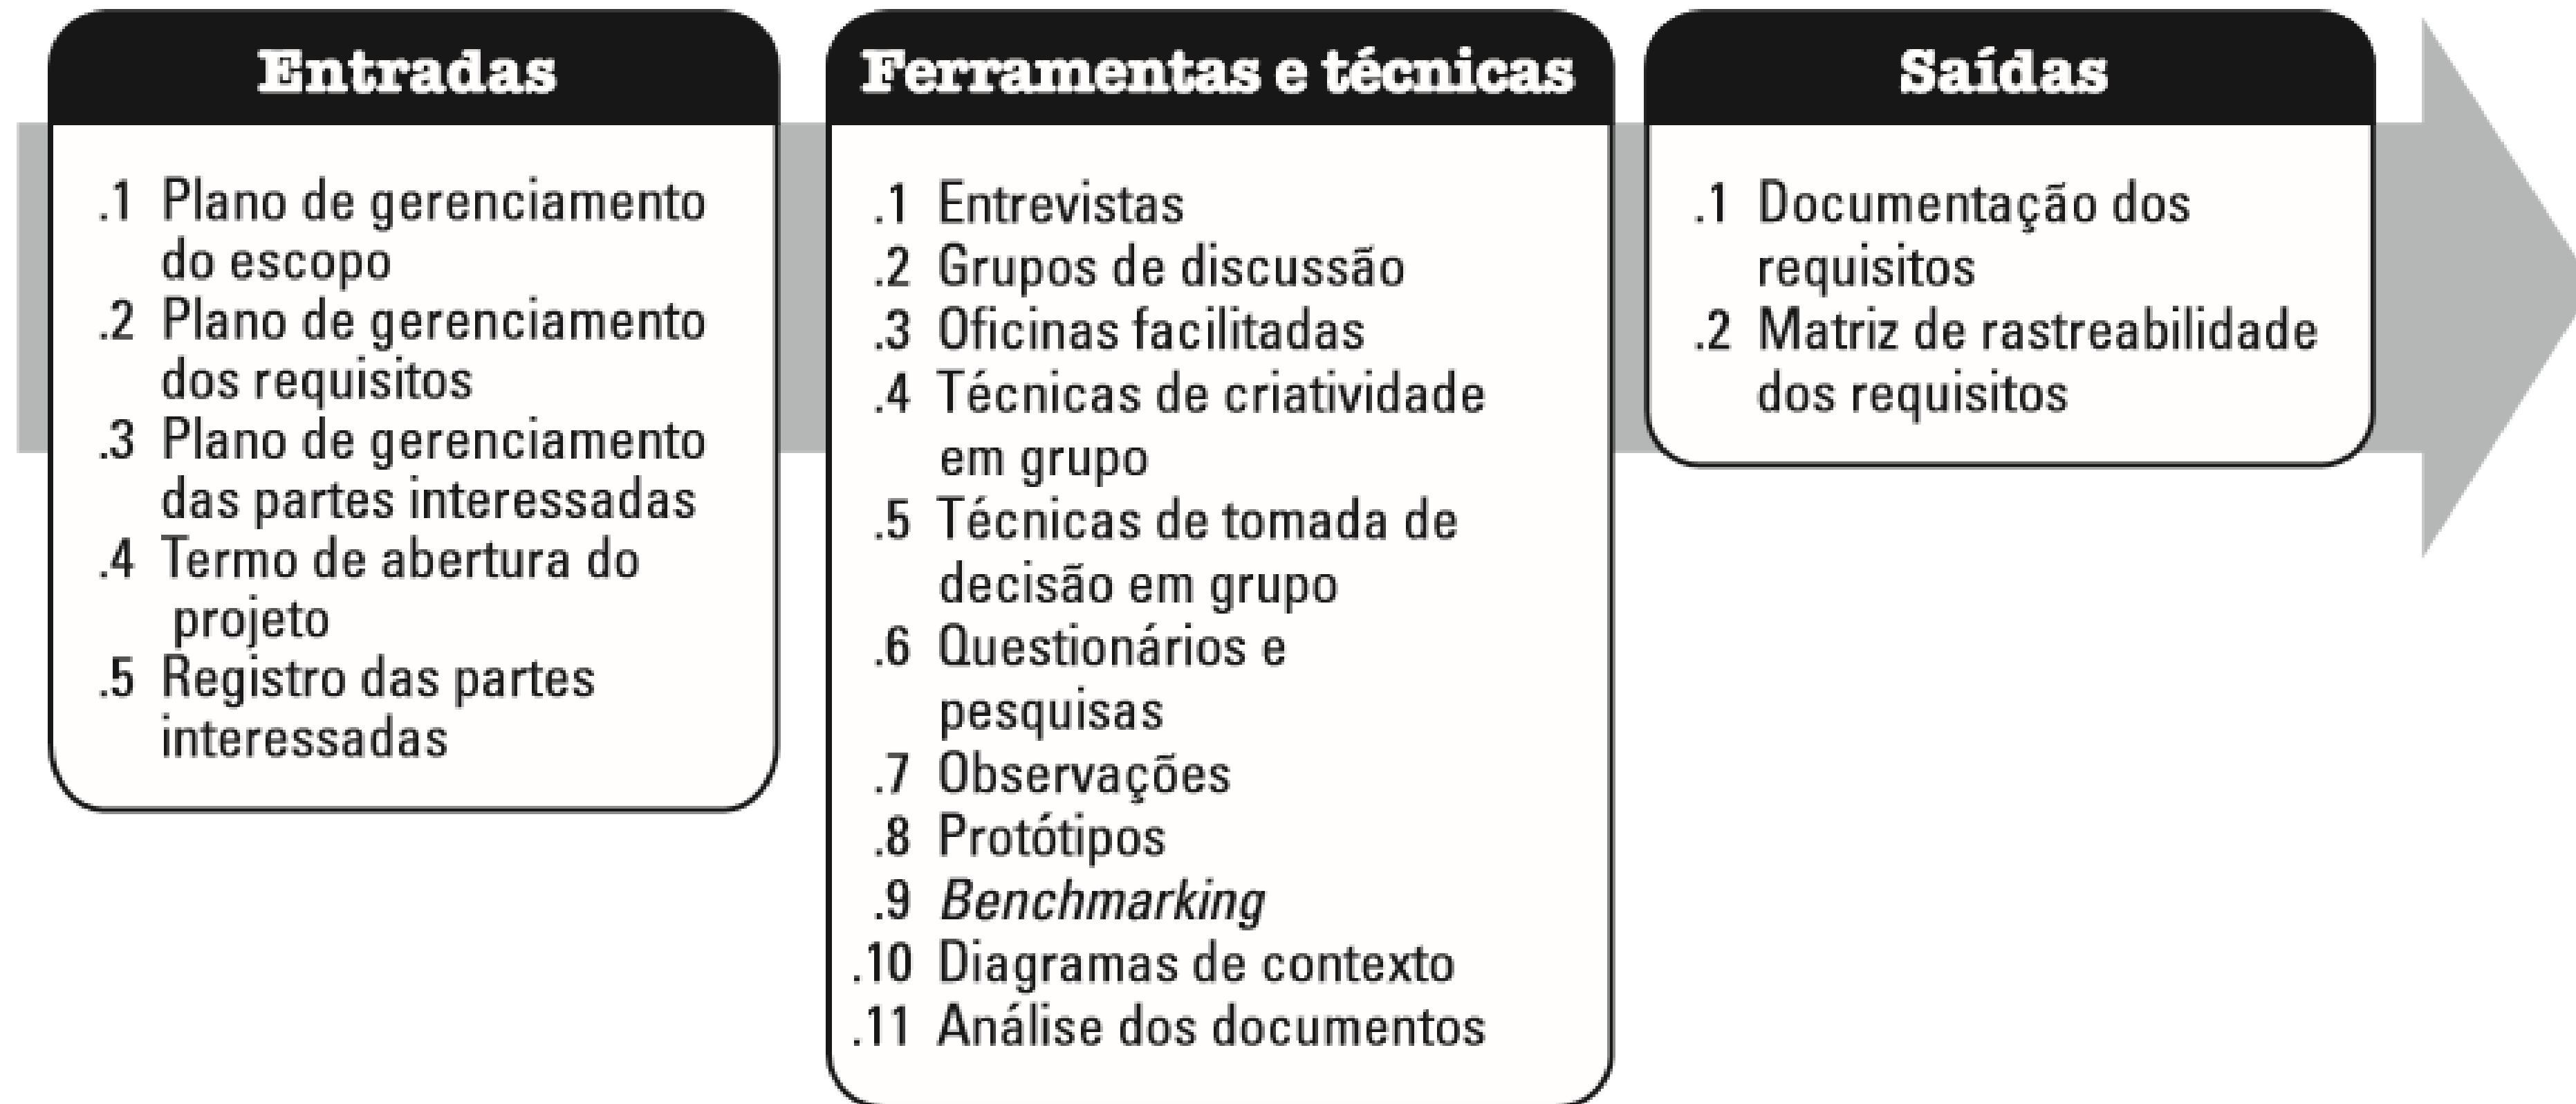 Entradas
.1 Plano de gerenciamento
do escopo
.2 Plano de gerenciamento
dos requisitos
.3 Plano de gerenciamento
das partes interessadas
.4 Termo de abertura do
projeto
.5 Registro das partes
interessadas
Ferramentas e técnicas
.1 Entrevistas
.2 Grupos de discussão
.3 Oficinas facilitadas
.4 Técnicas de criatividade
em grupo
.5 Técnicas de tomada de
decisão em grupo
.6 Questionários e
pesquisas
.7 Observações
.8 Protótipos
.9 Benchmarking
.10 Diagramas de contexto
.11 Análise dos documentos
Saídas
.1 Documentação dos
requisitos
.2 Matriz de rastreabilidade
dos requisitos